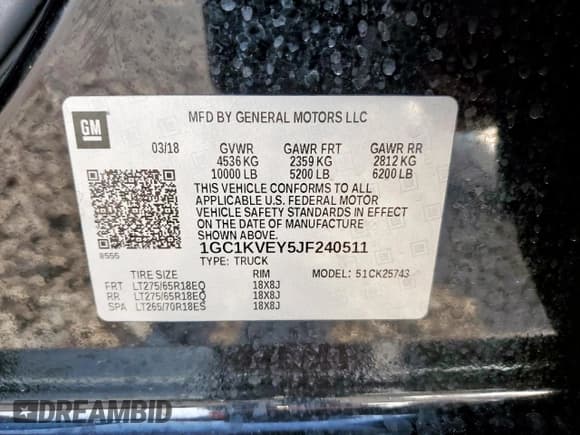 GM
MFD BY GENERAL MOTORS LLC
03/18 GVWR GAWR FRT GAWR RR
4536 KG 2359 KG 2812 KG
10000 LB 5200 LB 6200 LB
THIS VEHICLE CONFORMS TO ALL
APPLICABLE U.S. FEDERAL MOTOR
VEHICLE SAFETY STANDARDS IN EFFECT
ON THE DATE OF MANUFACTURE
SHOWN ABOVE.
8555 1GC1KVEY5JF240511
TYPE: TRUCK
TIRE SIZE RIM MODEL: 51CK25743
FRT LT275/65R18EQ 18X8J
RR LT275/65R18EQ 18X8J
SPA LT265/70R18ES 18X8J
DREAMBID